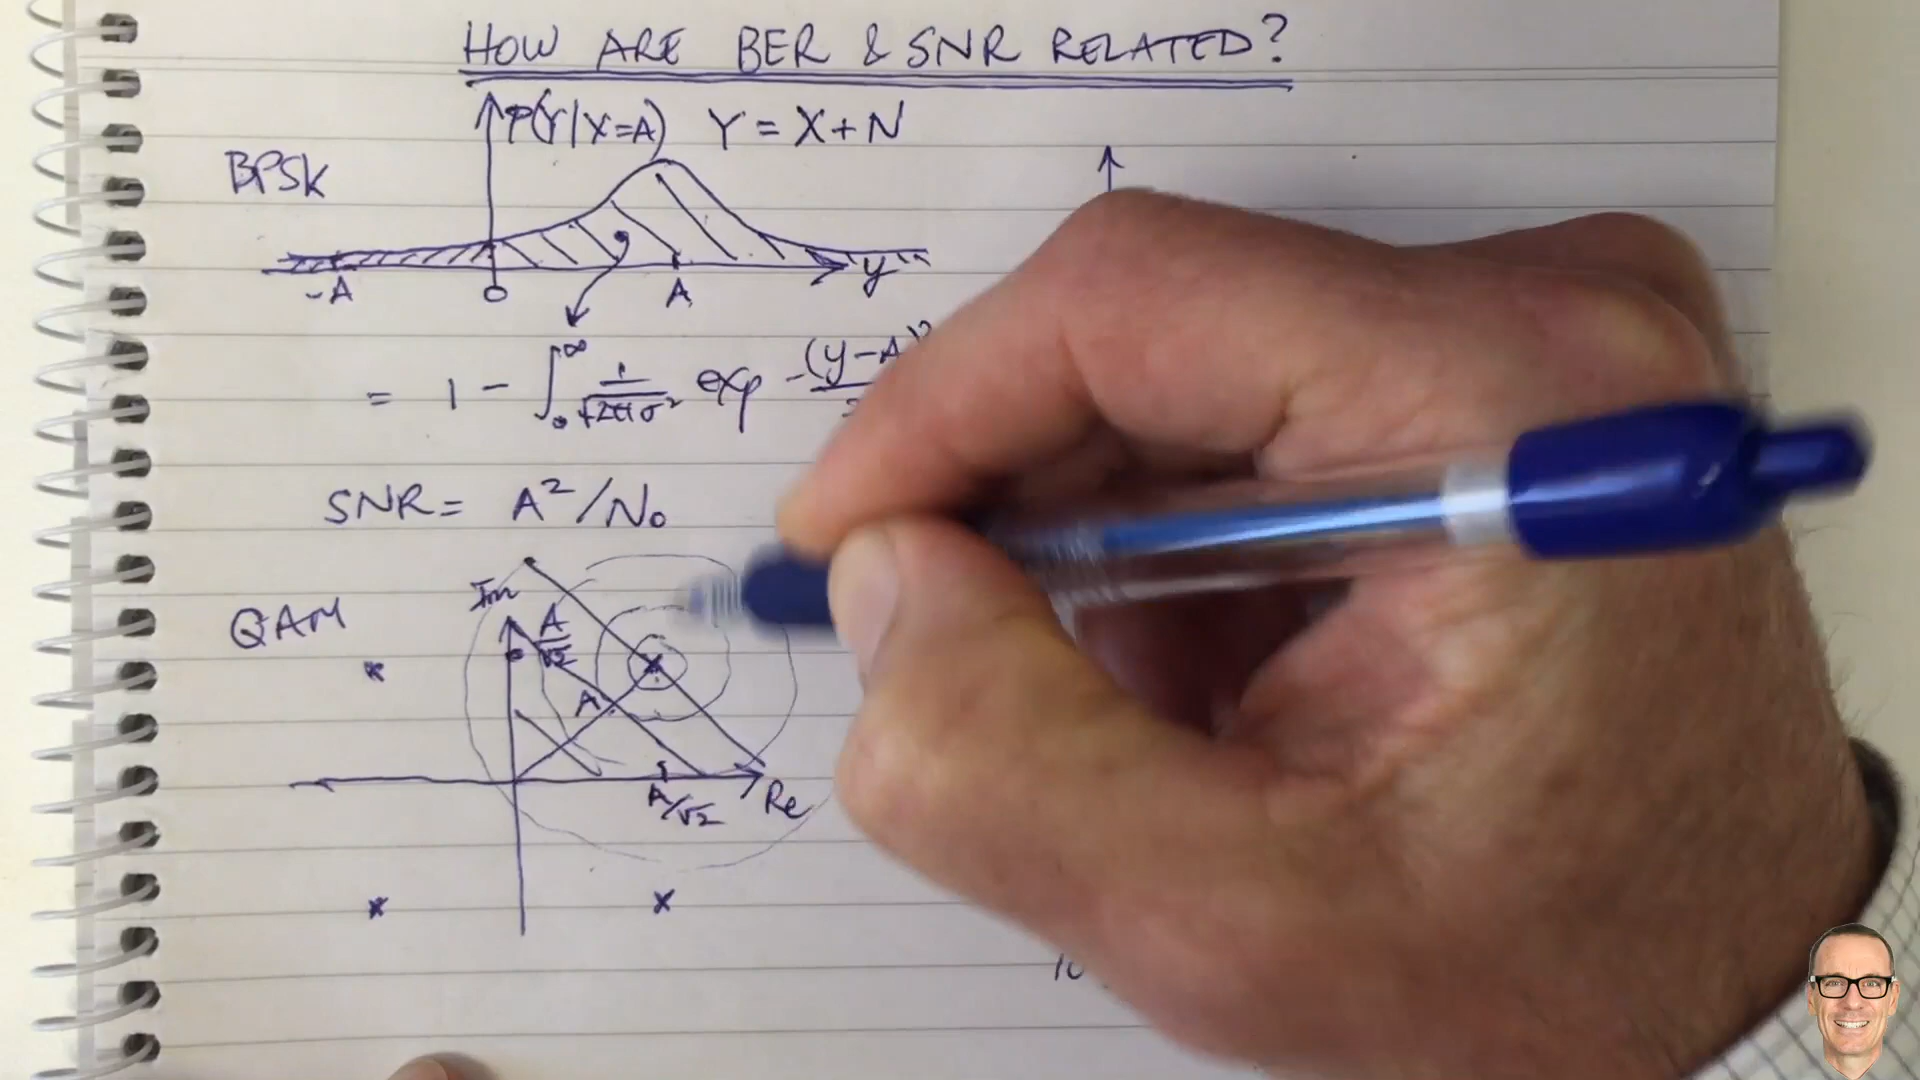 HOW ARE BER & SNR RELATED?
P(Y|X=A) Y = X+N
BPSK
-A O A y
= 1 - ∫₀^∞ 1/√2πσ² exp -(y-A)
SNR = A²/N₀
Im
QAM
A/√2
A
A/√2 Re
10